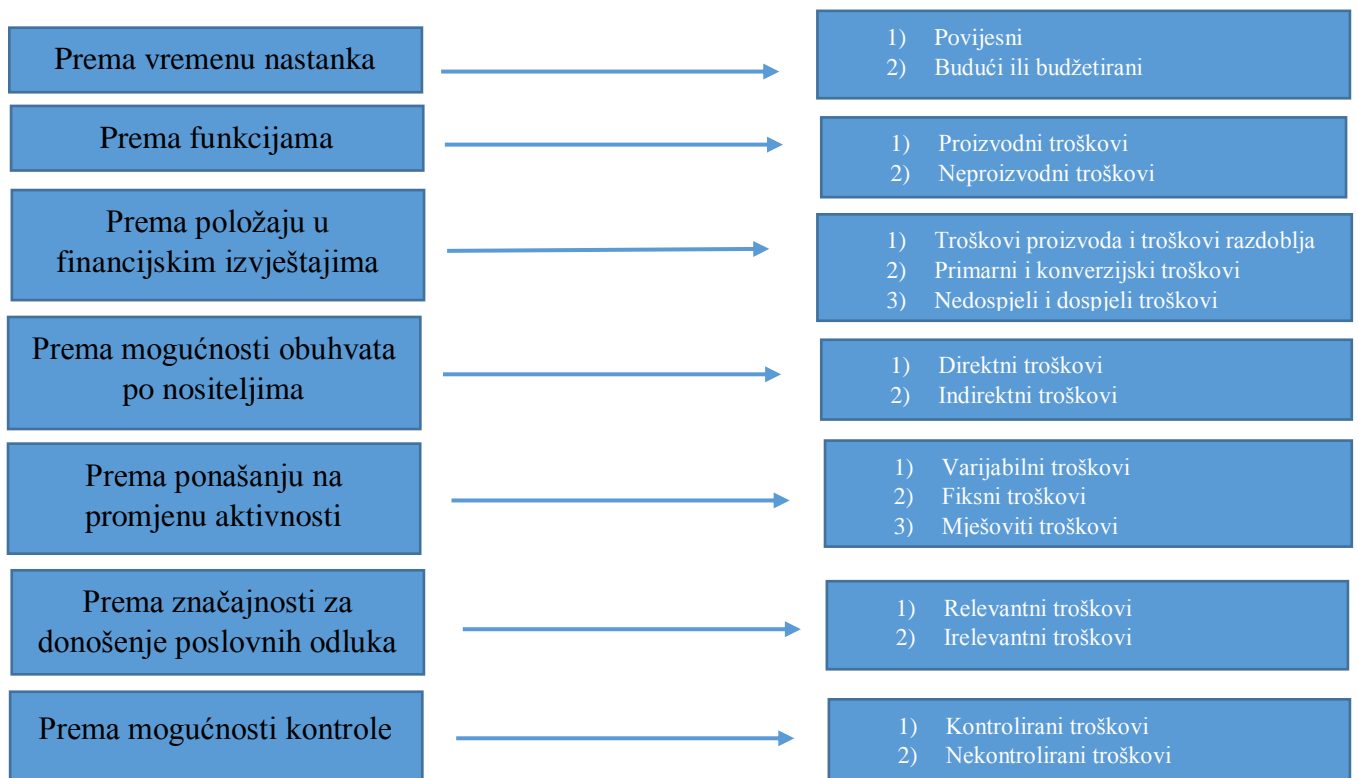 Prema vremenu nastanka
1) Povijesni
2) Budući ili budžetirani
Prema funkcijama
1) Proizvodni troškovi
2) Neproizvodni troškovi
Prema položaju u
financijskim izvještajima
1) Troškovi proizvoda i troškovi razdoblja
2) Primarni i konverzijski troškovi
3) Nedospjeli i dospjeli troškovi
Prema mogućnosti obuhvata
po nositeljima
1) Direktni troškovi
2) Indirektni troškovi
Prema ponašanju na
promjenu aktivnosti
1) Varijabilni troškovi
2) Fiksni troškovi
3) Mješoviti troškovi
Prema značajnosti za
donošenje poslovnih odluka
1) Relevantni troškovi
2) Irelevantni troškovi
Prema mogućnosti kontrole
1) Kontrolirani troškovi
2) Nekontrolirani troškovi